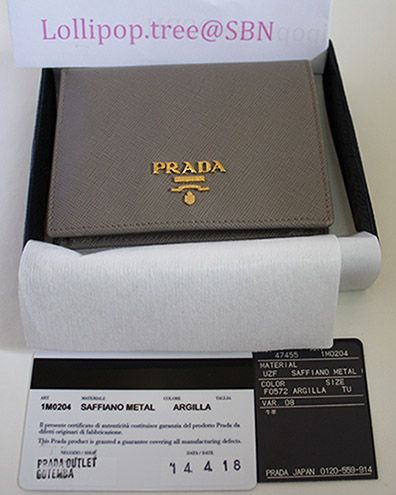 Lollipop.tree@SBN
PRADA
ART MATERIALE COLORE TAGLIA
1M0204 SAFFIANO METAL ARGILLA
Il presente certificato di autenticità costituisce garanzia del prodotto Prada da
difetti originari di fabbricazione.
This Prada product is granted a guarantee covering all manufacturing defects.
NEGOZIO / SHOP
PRADA OUTLET
GOTEMBA
'14. 4. 18
47455 1M0204
MATERIAL
UZF SAFFIANO METAL
COLOR SIZE
F0572 ARGILLA TU
VAR. 08
牛革
PRADA JAPAN 0120-559-914